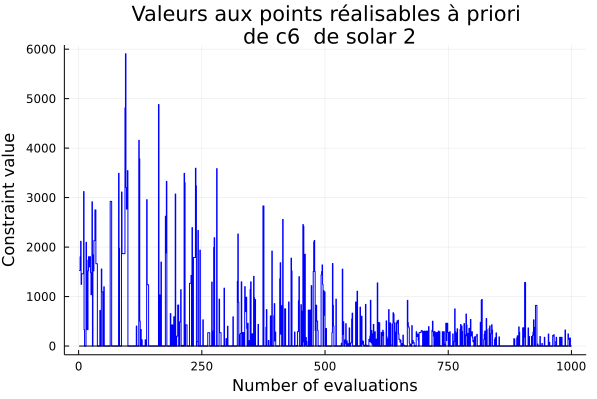 Valeurs aux points réalisables à priori
de c6  de solar 2
6000
5000
4000
3000
2000
1000
0
Constraint value
0 250 500 750 1000
Number of evaluations